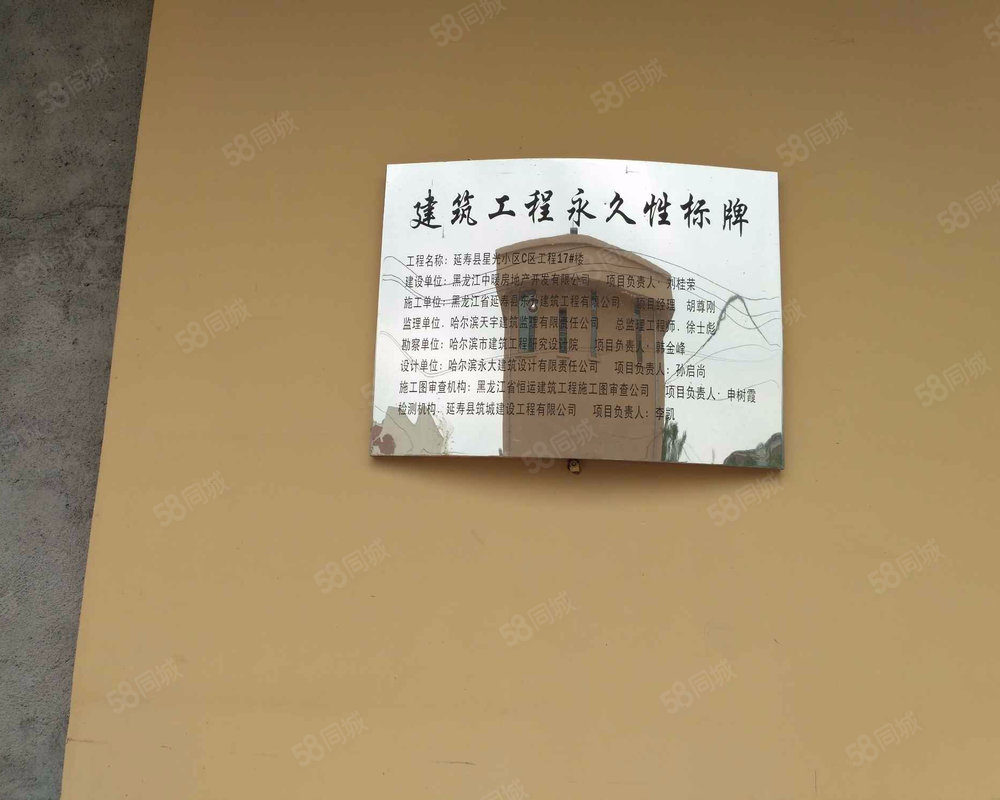 建筑工程永久性标牌
工程名称：延寿县星光小区C区工程17#楼
建设单位：黑龙江中暖房地产开发有限公司 项目负责人：刘桂荣
施工单位：黑龙江省延寿县 建筑工程有限公司 项目经理 胡尊刚
监理单位：哈尔滨天宇建筑监理有限责任公司 总监理工程师：徐士彪
勘察单位：哈尔滨市建筑工程研究设计院 项目负责人：韩金峰
设计单位：哈尔滨永大建筑设计有限责任公司 项目负责人：孙启尚
施工图审查机构：黑龙江省恒运建筑工程施工图审查公司 项目负责人：申树霞
检测机构：延寿县筑城建设工程有限公司 项目负责人：李凯
58同城